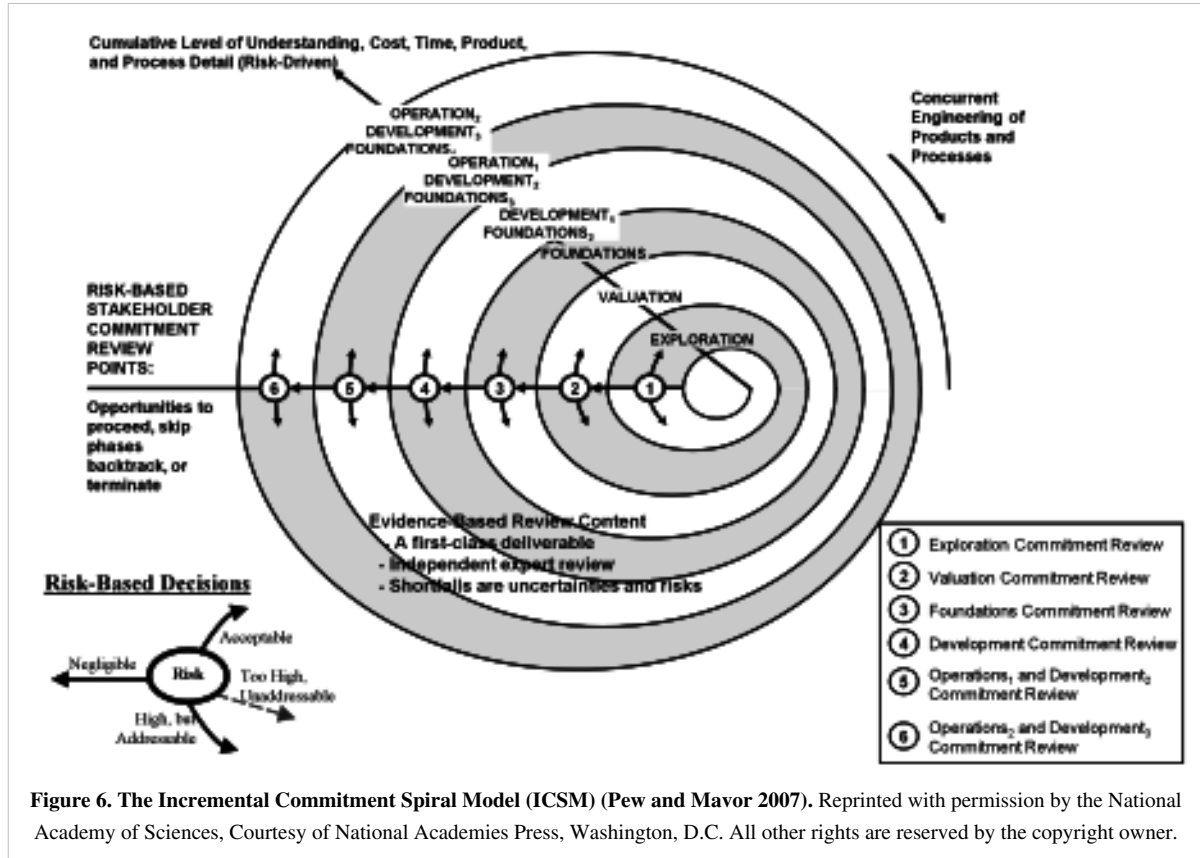 Cumulative Level of Understanding, Cost, Time, Product,
and Process Detail (Risk-Driven)
Concurrent
Engineering of
Products and
Processes
OPERATION₂
DEVELOPMENT₃
FOUNDATIONS
OPERATION₁
DEVELOPMENT₂
FOUNDATIONS₃
DEVELOPMENT₁
FOUNDATIONS₂
FOUNDATIONS
VALUATION
EXPLORATION
RISK-BASED
STAKEHOLDER
COMMITMENT
REVIEW
POINTS:
6 5 4 3 2 1
Opportunities to
proceed, skip
phases
backtrack, or
terminate
Evidence-Based Review Content
- A first-class deliverable
- Independent expert review
- Shortfalls are uncertainties and risks
Risk-Based Decisions
Acceptable
Negligible
Risk
Too High,
Unaddressable
High, but
Addressable
1 Exploration Commitment Review
2 Valuation Commitment Review
3 Foundations Commitment Review
4 Development Commitment Review
5 Operations₁ and Development₂
Commitment Review
6 Operations₂ and Development₃
Commitment Review
Figure 6. The Incremental Commitment Spiral Model (ICSM) (Pew and Mavor 2007). Reprinted with permission by the National
Academy of Sciences, Courtesy of National Academies Press, Washington, D.C. All other rights are reserved by the copyright owner.